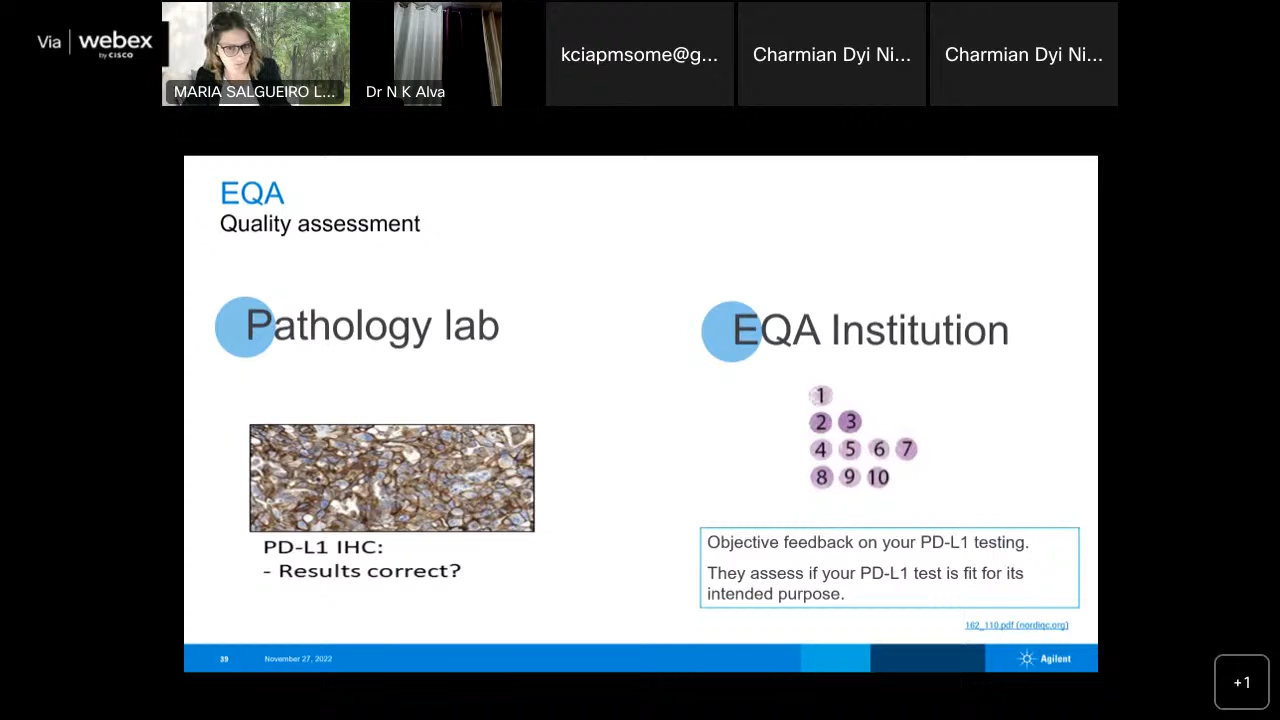 Via | webex
by CISCO
MARIA SALGUEIRO L...
Dr N K Alva
kciapmsome@g...
Charmian Dyi Ni...
Charmian Dyi Ni...
EQA
Quality assessment
Pathology lab
EQA Institution
1
2 3
4 5 6 7
8 9 10
PD-L1 IHC:
- Results correct?
Objective feedback on your PD-L1 testing.
They assess if your PD-L1 test is fit for its
intended purpose.
162_110.pdf (nordiqc.org)
39 November 27, 2022
Agilent
+1